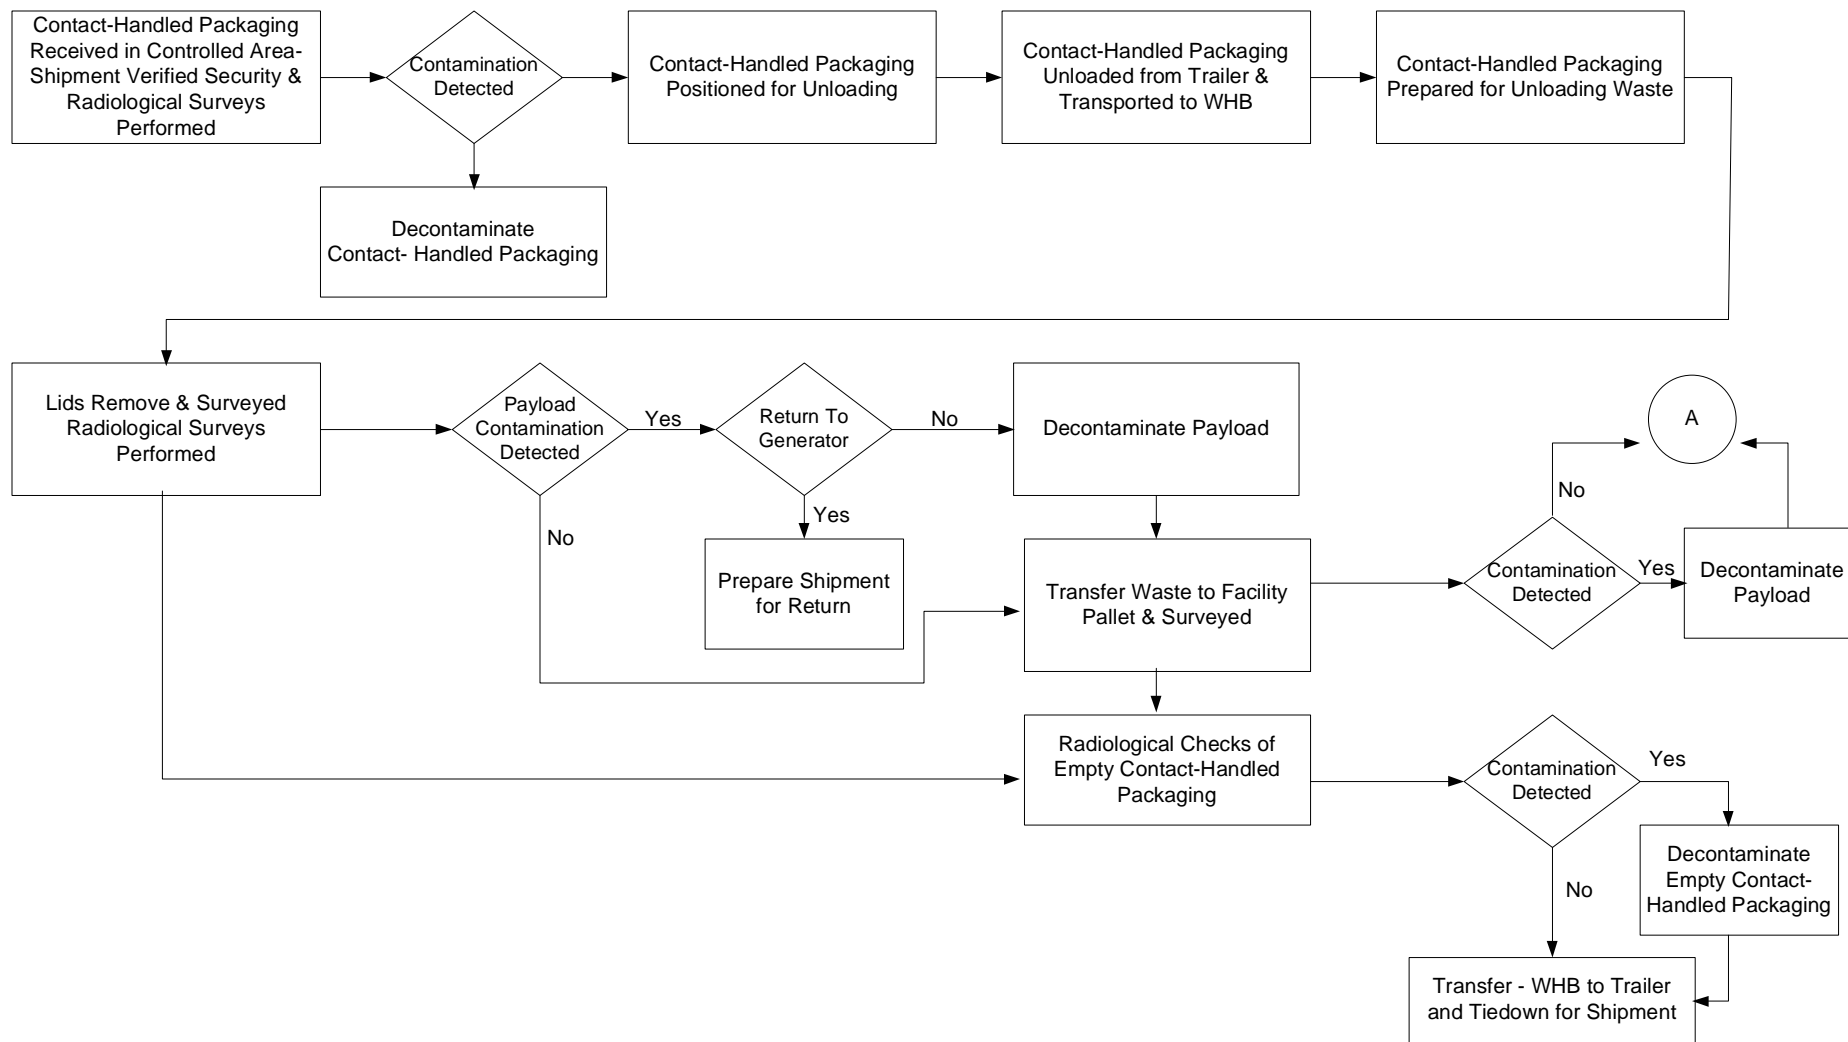 Contact-Handled Packaging
Received in Controlled Area-
Shipment Verified Security &
Radiological Surveys
Performed
Contamination
Detected
Contact-Handled Packaging
Positioned for Unloading
Contact-Handled Packaging
Unloaded from Trailer &
Transported to WHB
Contact-Handled Packaging
Prepared for Unloading Waste
Decontaminate
Contact- Handled Packaging
Lids Remove & Surveyed
Radiological Surveys
Performed
Payload
Contamination
Detected
Yes
No
Return To
Generator
No
Yes
Decontaminate Payload
Prepare Shipment
for Return
Transfer Waste to Facility
Pallet & Surveyed
A
No
Contamination
Detected
Yes
Decontaminate
Payload
Radiological Checks of
Empty Contact-Handled
Packaging
Contamination
Detected
Yes
No
Decontaminate
Empty Contact-
Handled Packaging
Transfer - WHB to Trailer
and Tiedown for Shipment